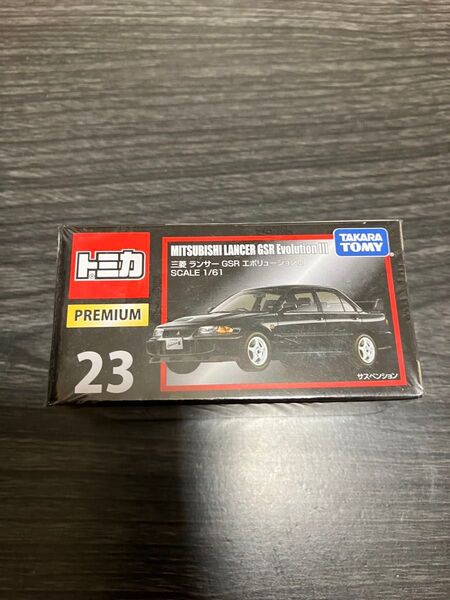 トミカ
PREMIUM
23
MITSUBISHI LANCER GSR Evolution III
三菱 ランサー GSR エボリューションIII
SCALE 1/61
TAKARA TOMY
サスペンション